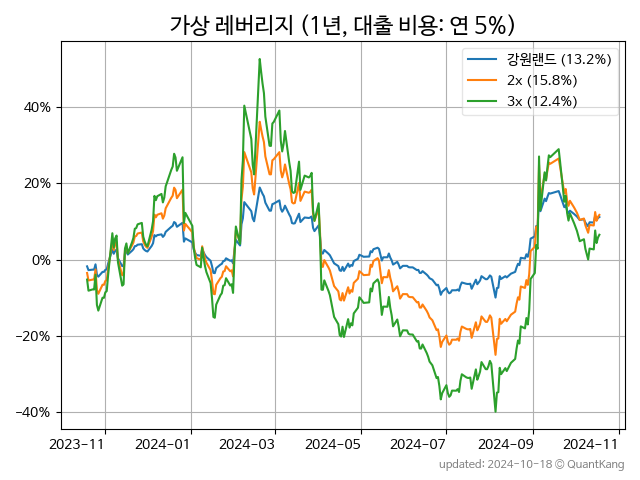 가상 레버리지 (1년, 대출 비용: 연 5%)
강원랜드 (13.2%)
2x (15.8%)
3x (12.4%)
40%
20%
0%
−20%
−40%
2023-11 2024-01 2024-03 2024-05 2024-07 2024-09 2024-11
updated: 2024-10-18 © QuantKang